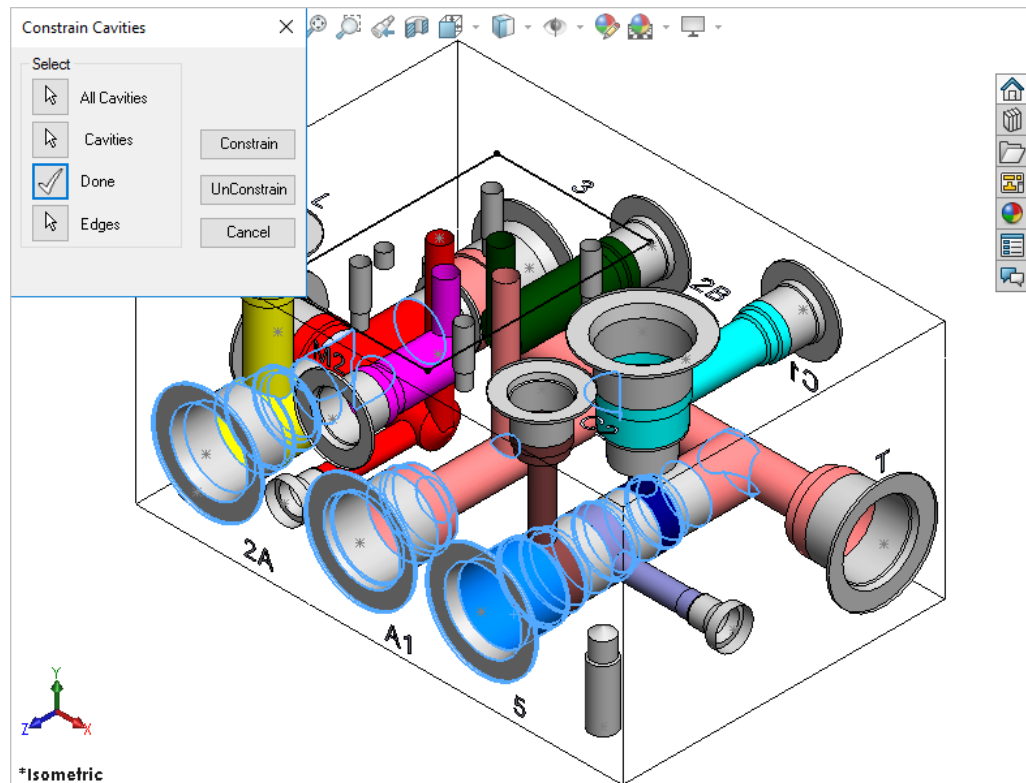 Constrain Cavities
Select
All Cavities
Cavities
Done
Edges
Constrain
UnConstrain
Cancel
3
2B
C1
M2
T
2A
A1
5
Y
Z
X
*Isometric